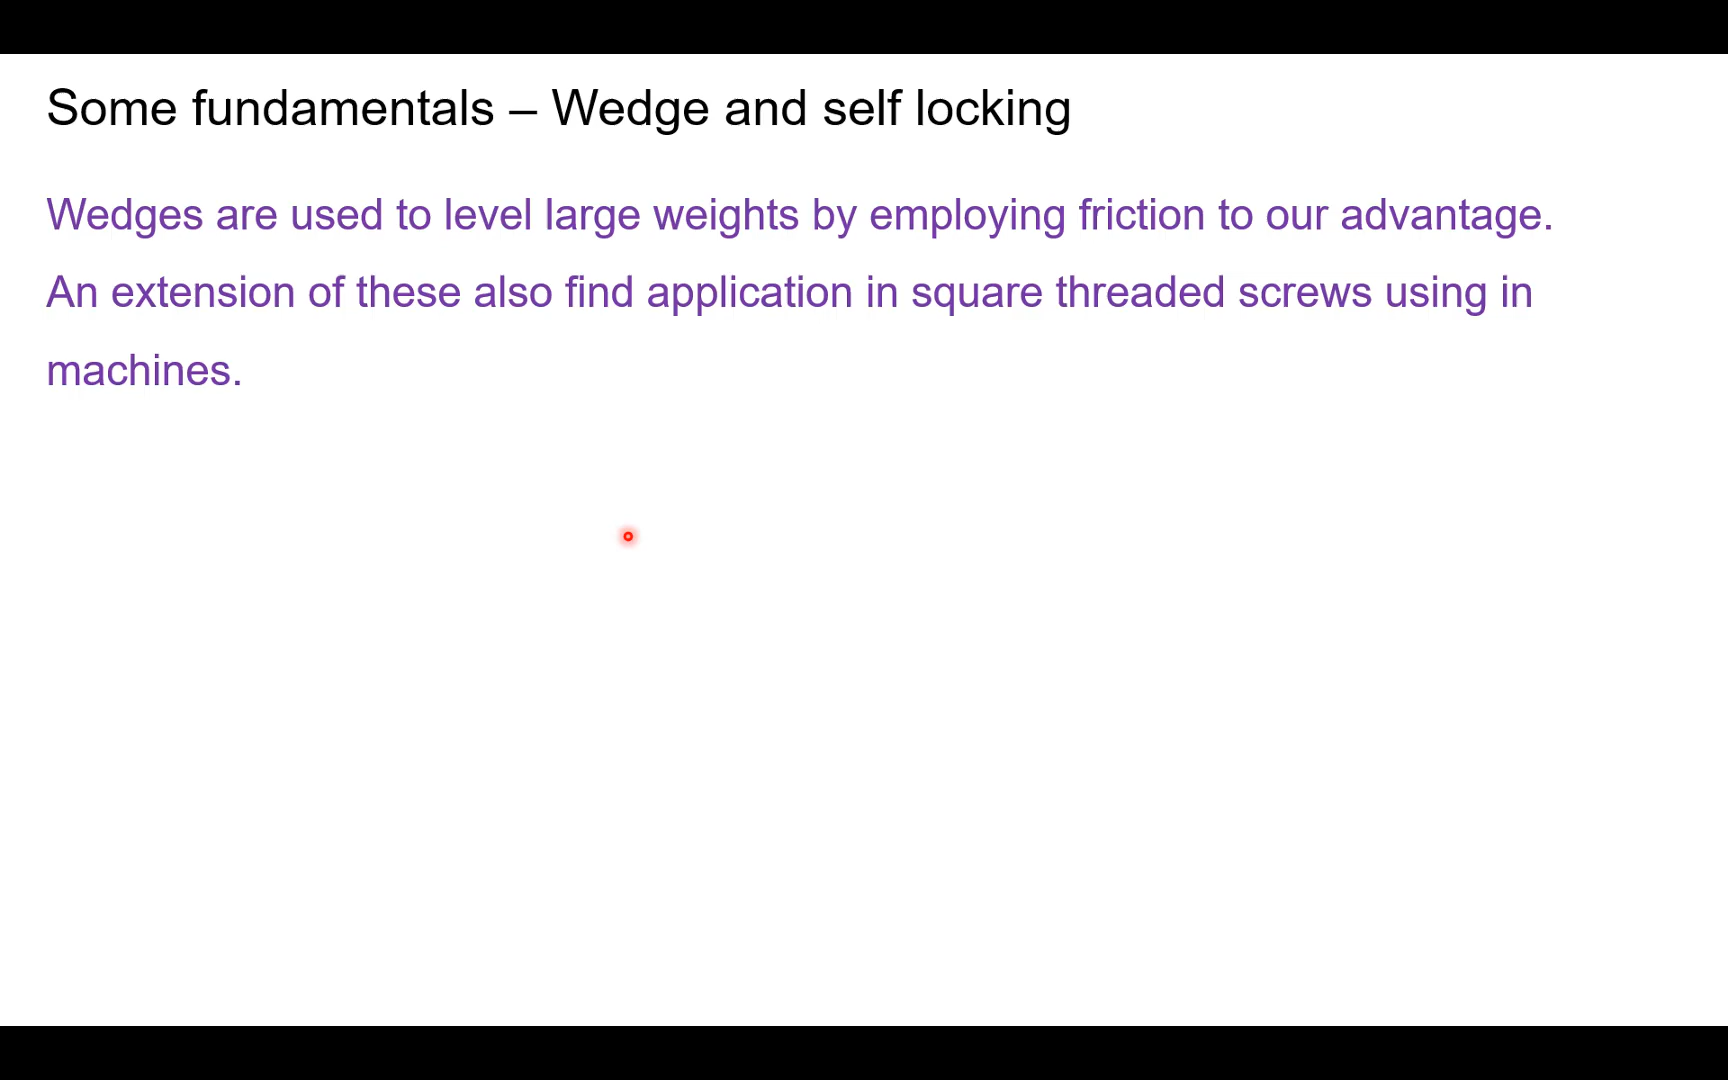 Some fundamentals – Wedge and self locking
Wedges are used to level large weights by employing friction to our advantage.
An extension of these also find application in square threaded screws using in
machines.